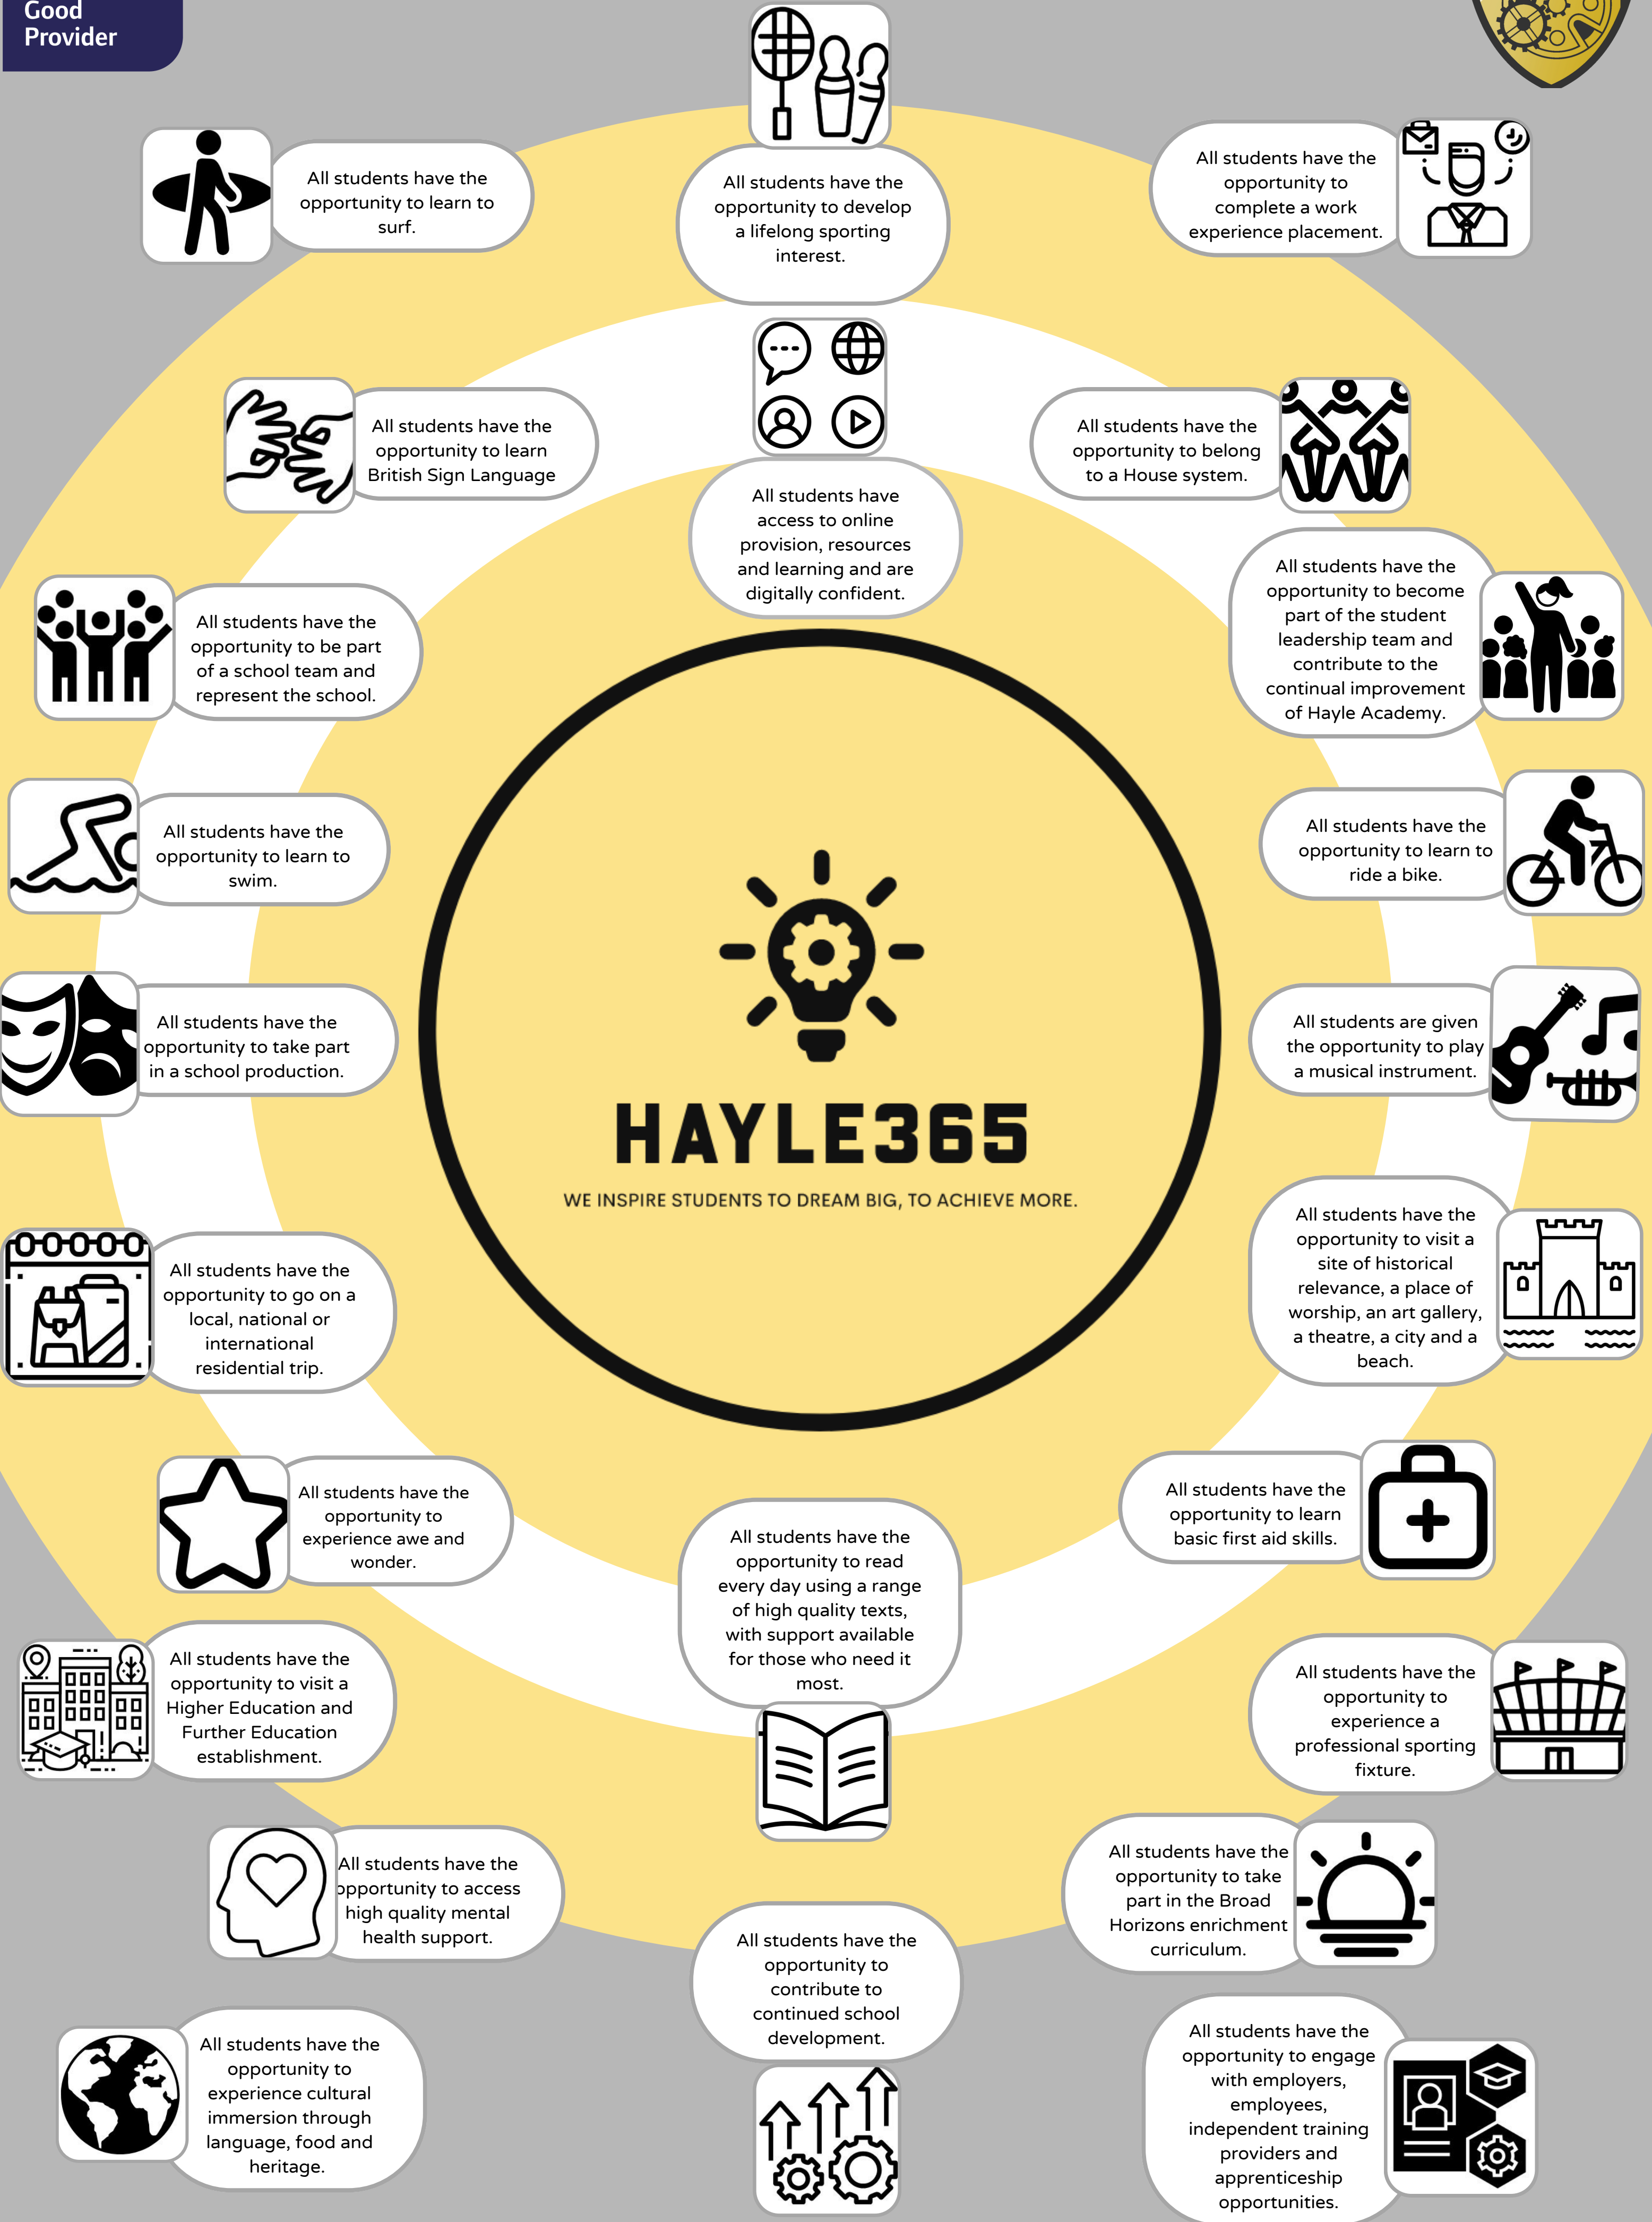 Good
Provider
All students have the
opportunity to learn to
surf.
All students have the
opportunity to develop
a lifelong sporting
interest.
All students have the
opportunity to
complete a work
experience placement.
All students have the
opportunity to learn
British Sign Language
All students have
access to online
provision, resources
and learning and are
digitally confident.
All students have the
opportunity to belong
to a House system.
All students have the
opportunity to be part
of a school team and
represent the school.
All students have the
opportunity to become
part of the student
leadership team and
contribute to the
continual improvement
of Hayle Academy.
All students have the
opportunity to learn to
swim.
All students have the
opportunity to learn to
ride a bike.
All students have the
opportunity to take part
in a school production.
All students are given
the opportunity to play
a musical instrument.
HAYLE365
WE INSPIRE STUDENTS TO DREAM BIG, TO ACHIEVE MORE.
All students have the
opportunity to go on a
local, national or
international
residential trip.
All students have the
opportunity to visit a
site of historical
relevance, a place of
worship, an art gallery,
a theatre, a city and a
beach.
All students have the
opportunity to
experience awe and
wonder.
All students have the
opportunity to read
every day using a range
of high quality texts,
with support available
for those who need it
most.
All students have the
opportunity to learn
basic first aid skills.
All students have the
opportunity to visit a
Higher Education and
Further Education
establishment.
All students have the
opportunity to
experience a
professional sporting
fixture.
All students have the
opportunity to access
high quality mental
health support.
All students have the
opportunity to
contribute to
continued school
development.
All students have the
opportunity to take
part in the Broad
Horizons enrichment
curriculum.
All students have the
opportunity to
experience cultural
immersion through
language, food and
heritage.
All students have the
opportunity to engage
with employers,
employees,
independent training
providers and
apprenticeship
opportunities.